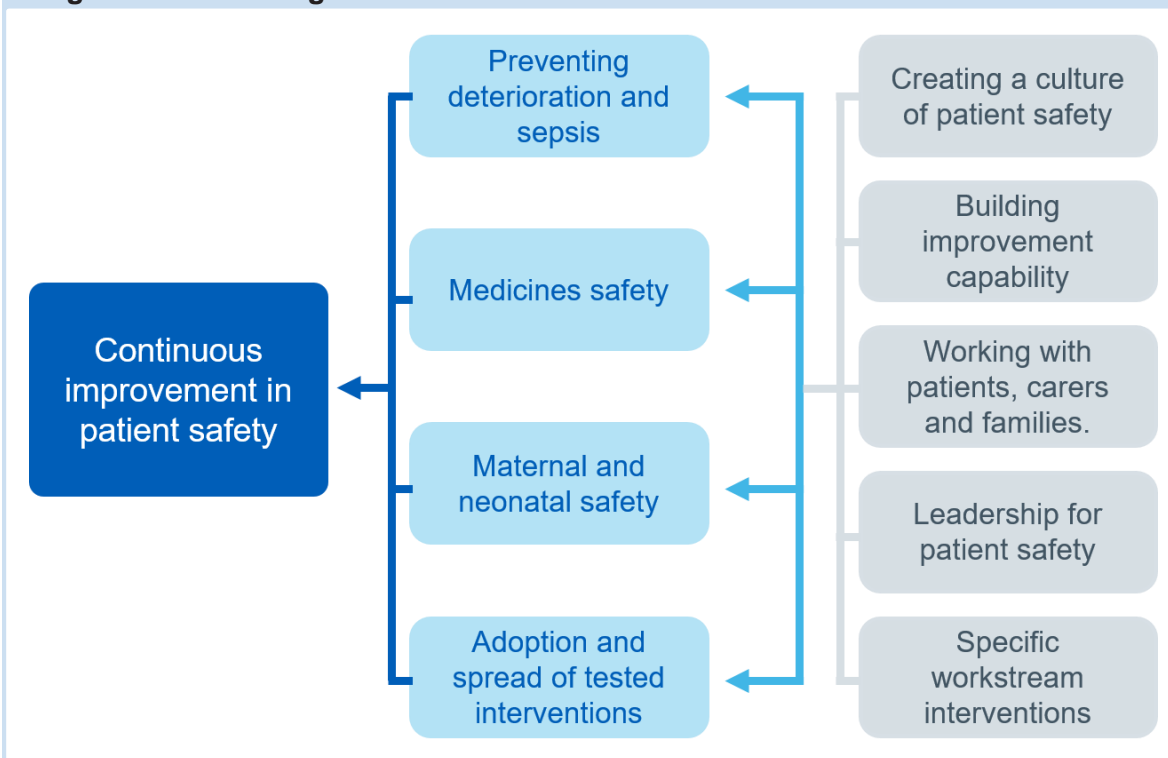 Continuous
improvement in
patient safety
Preventing
deterioration and
sepsis
Medicines safety
Maternal and
neonatal safety
Adoption and
spread of tested
interventions
Creating a culture
of patient safety
Building
improvement
capability
Working with
patients, carers
and families.
Leadership for
patient safety
Specific
workstream
interventions